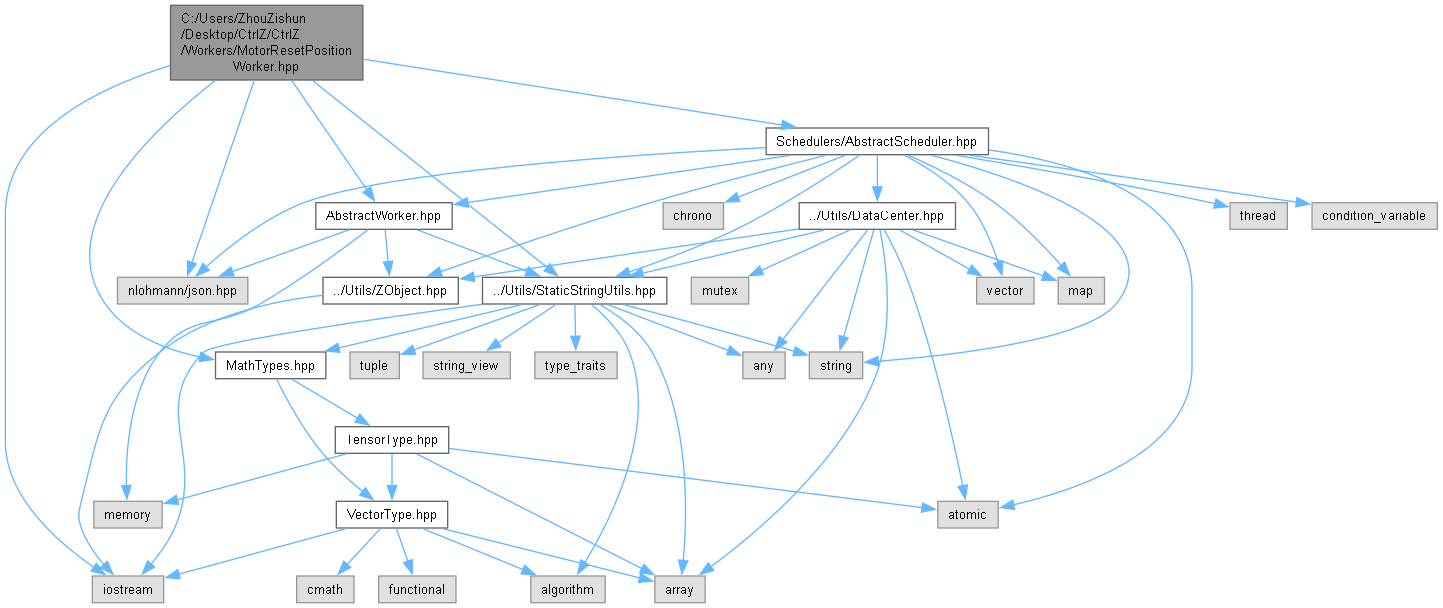 C:/Users/ZhouZishun
/Desktop/CtrlZ/CtrlZ
/Workers/MotorResetPosition
Worker.hpp
Schedulers/AbstractScheduler.hpp
AbstractWorker.hpp
chrono
../Utils/DataCenter.hpp
thread
condition_variable
nlohmann/json.hpp
../Utils/ZObject.hpp
../Utils/StaticStringUtils.hpp
mutex
vector
map
MathTypes.hpp
tuple
string_view
type_traits
any
string
TensorType.hpp
memory
VectorType.hpp
atomic
iostream
cmath
functional
algorithm
array